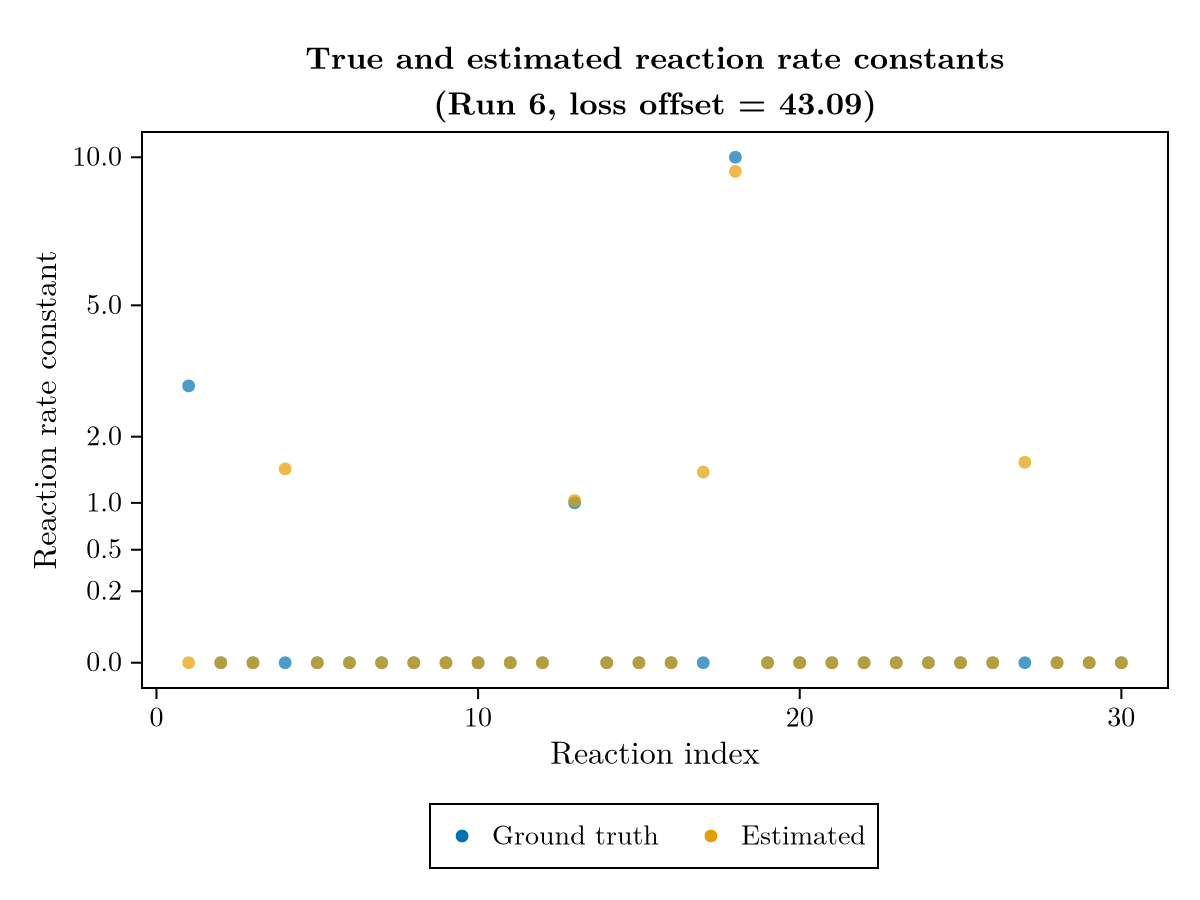 True and estimated reaction rate constants
(Run 6, loss offset = 43.09)
Reaction rate constant
10.0
5.0
2.0
1.0
0.5
0.2
0.0
0 10 20 30
Reaction index
Ground truth Estimated